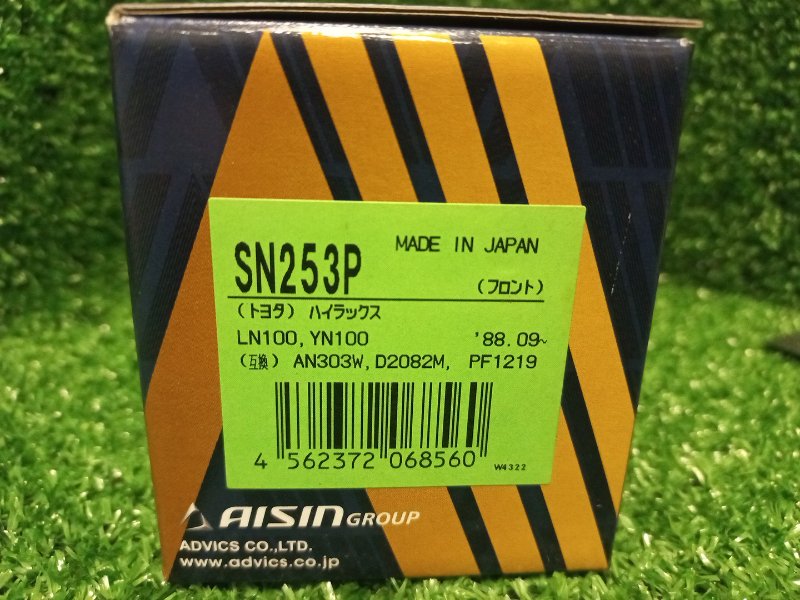 SN253P MADE IN JAPAN
(フロント)
(トヨタ) ハイラックス
LN100, YN100 '88.09~
(互換) AN303W, D2082M, PF1219
4 562372 068560
W4322
AISIN GROUP
ADVICS CO.,LTD.
www.advics.co.jp